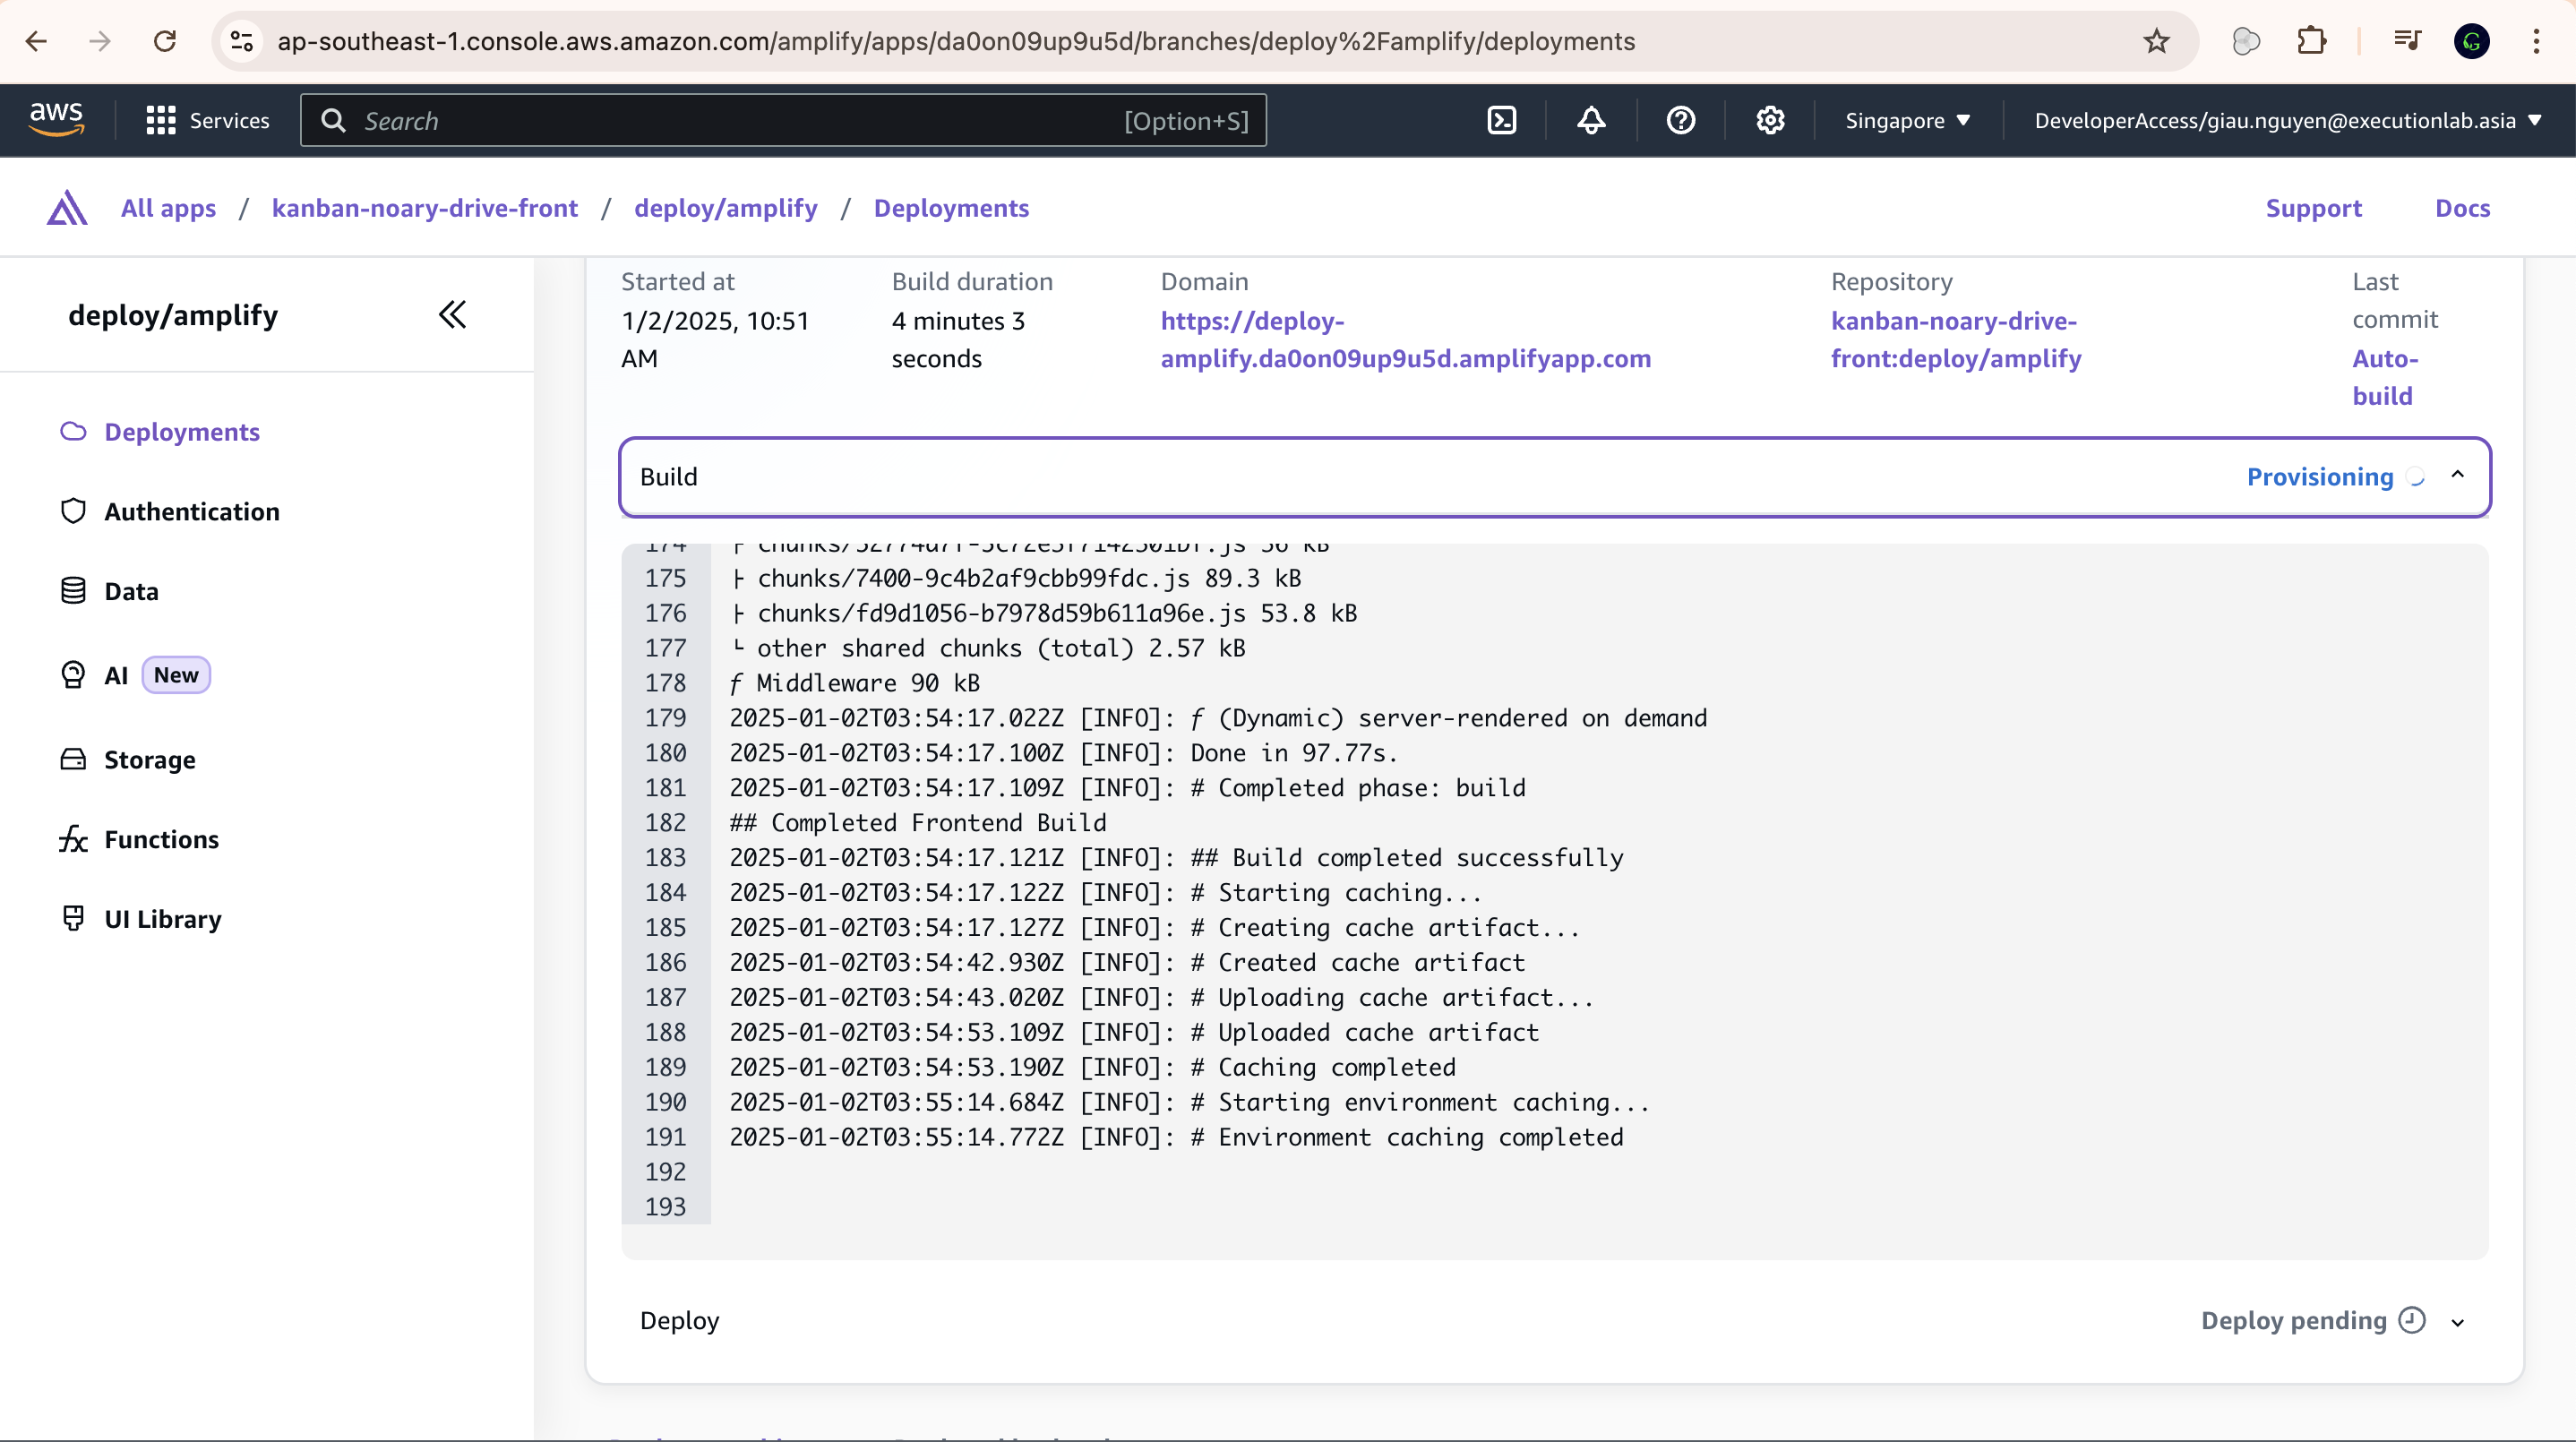 ap-southeast-1.console.aws.amazon.com/amplify/apps/da0on09up9u5d/branches/deploy%2Famplify/deployments
aws
Services
Search
[Option+S]
Singapore
DeveloperAccess/giau.nguyen@executionlab.asia
All apps / kanban-noary-drive-front / deploy/amplify / Deployments
Support
Docs
deploy/amplify
Deployments
Authentication
Data
AI New
Storage
Functions
UI Library
Started at
1/2/2025, 10:51
AM
Build duration
4 minutes 3
seconds
Domain
https://deploy-
amplify.da0on09up9u5d.amplifyapp.com
Repository
kanban-noary-drive-
front:deploy/amplify
Last
commit
Auto-
build
Build
Provisioning
175 ├ chunks/7400-9c4b2af9cbb99fdc.js 89.3 kB
176 ├ chunks/fd9d1056-b7978d59b611a96e.js 53.8 kB
177 └ other shared chunks (total) 2.57 kB
178 ƒ Middleware 90 kB
179 2025-01-02T03:54:17.022Z [INFO]: ƒ (Dynamic) server-rendered on demand
180 2025-01-02T03:54:17.100Z [INFO]: Done in 97.77s.
181 2025-01-02T03:54:17.109Z [INFO]: # Completed phase: build
182 ## Completed Frontend Build
183 2025-01-02T03:54:17.121Z [INFO]: ## Build completed successfully
184 2025-01-02T03:54:17.122Z [INFO]: # Starting caching...
185 2025-01-02T03:54:17.127Z [INFO]: # Creating cache artifact...
186 2025-01-02T03:54:42.930Z [INFO]: # Created cache artifact
187 2025-01-02T03:54:43.020Z [INFO]: # Uploading cache artifact...
188 2025-01-02T03:54:53.109Z [INFO]: # Uploaded cache artifact
189 2025-01-02T03:54:53.190Z [INFO]: # Caching completed
190 2025-01-02T03:55:14.684Z [INFO]: # Starting environment caching...
191 2025-01-02T03:55:14.772Z [INFO]: # Environment caching completed
192
193
Deploy
Deploy pending